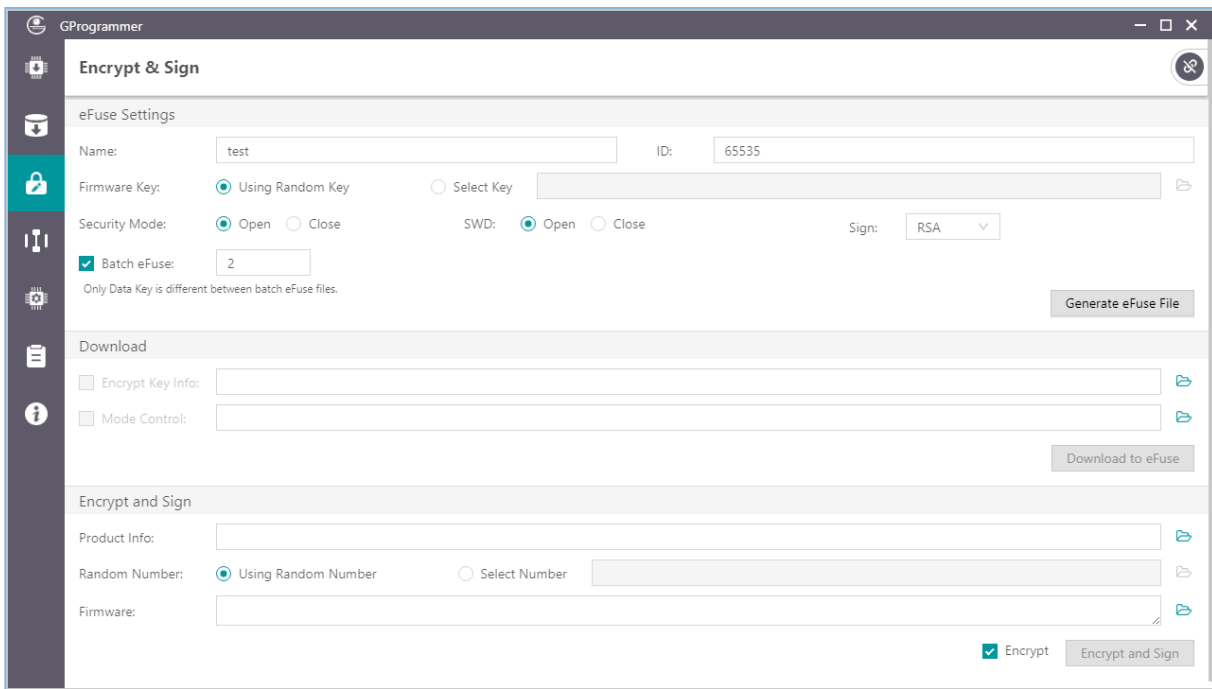 GProgrammer
Encrypt & Sign
eFuse Settings
Name: test ID: 65535
Firmware Key: Using Random Key Select Key
Security Mode: Open Close SWD: Open Close Sign: RSA
Batch eFuse: 2
Only Data Key is different between batch eFuse files.
Generate eFuse File
Download
Encrypt Key Info:
Mode Control:
Download to eFuse
Encrypt and Sign
Product Info:
Random Number: Using Random Number Select Number
Firmware:
Encrypt Encrypt and Sign